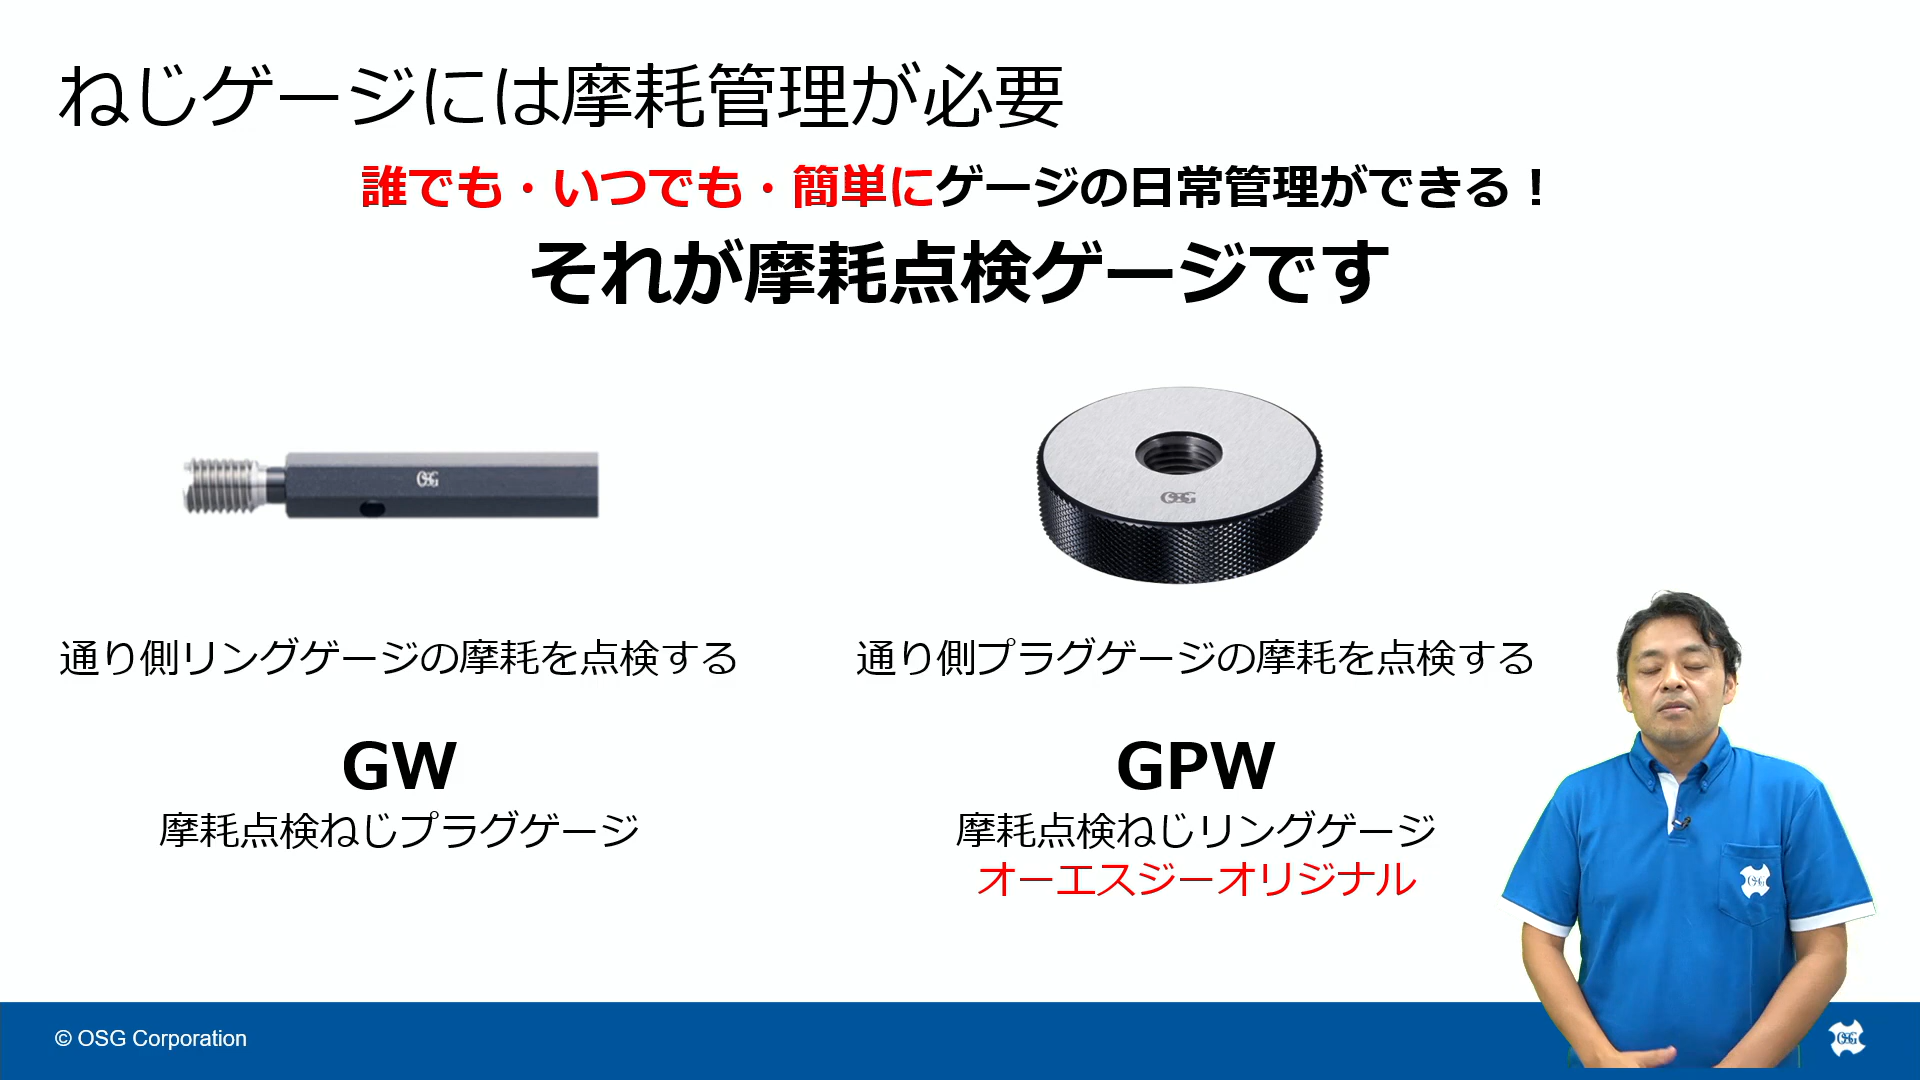 ねじゲージには摩耗管理が必要
誰でも・いつでも・簡単にゲージの日常管理ができる！
それが摩耗点検ゲージです
OSG
OSG
通り側リングゲージの摩耗を点検する
通り側プラグゲージの摩耗を点検する
GW
GPW
摩耗点検ねじプラグゲージ
摩耗点検ねじリングゲージ
オーエスジーオリジナル
OSG
© OSG Corporation
OSG